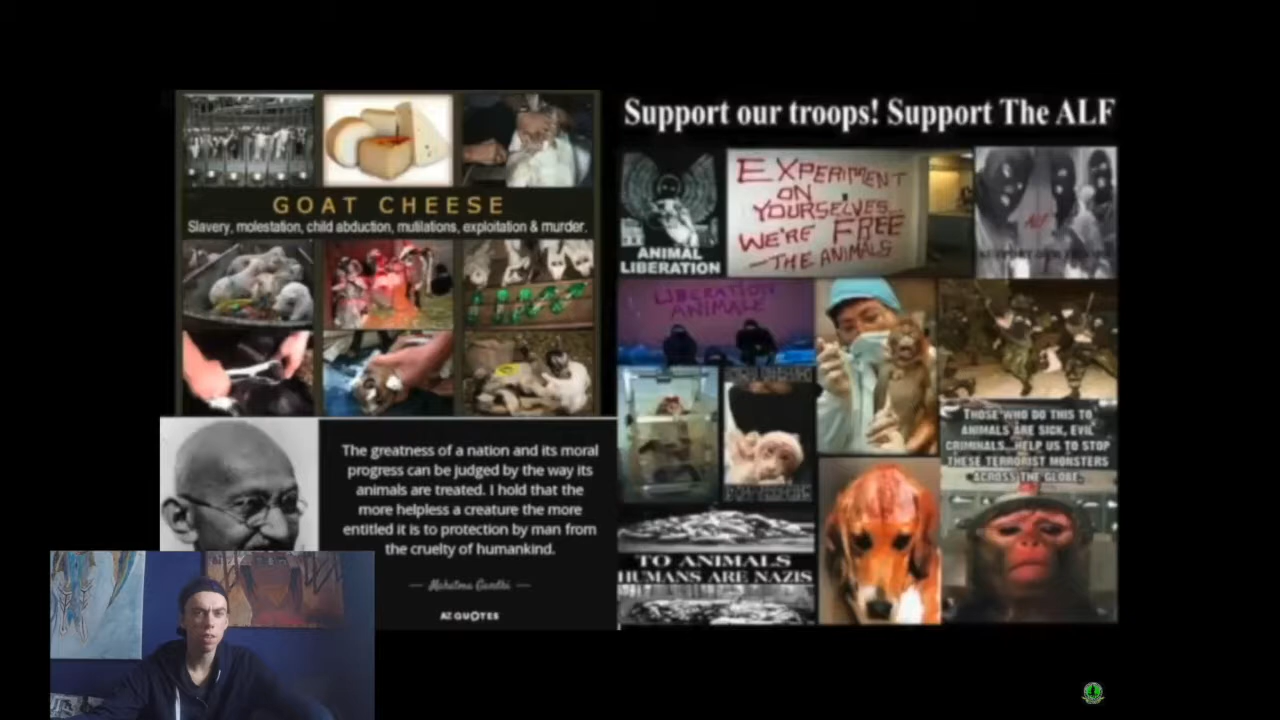 GOAT CHEESE
Slavery, molestation, child abduction, mutilations, exploitation & murder.
The greatness of a nation and its moral
progress can be judged by the way its
animals are treated. I hold that the
more helpless a creature the more
entitled it is to protection by man from
the cruelty of humankind.
— Mahatma Gandhi —
AZ QUOTES
Support our troops! Support The ALF
ANIMAL
LIBERATION
EXPERIMENT
ON
YOURSELVES...
WE'RE FREE
—THE ANIMALS
ALF
LIBERATION
ANIMALE
THOSE WHO DO THIS TO
ANIMALS ARE SICK, EVIL
CRIMINALS...HELP US TO STOP
THESE TERRORIST MONSTERS
ACROSS THE GLOBE.
TO ANIMALS
HUMANS ARE NAZIS